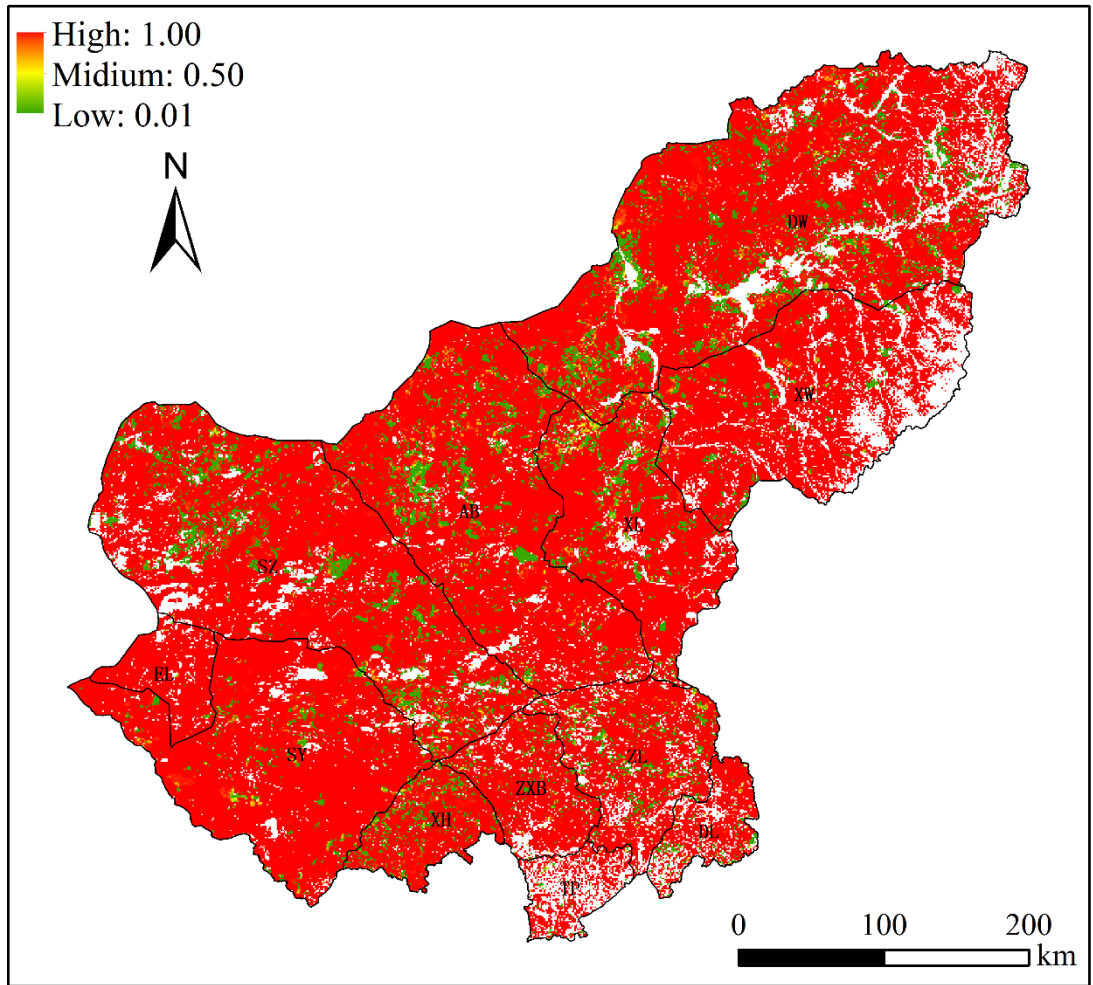 High: 1.00
Midium: 0.50
Low: 0.01
N
DW
XW
AB
XL
SZ
EL
SY
ZL
ZXB
XH
DL
TP
0 100 200
km